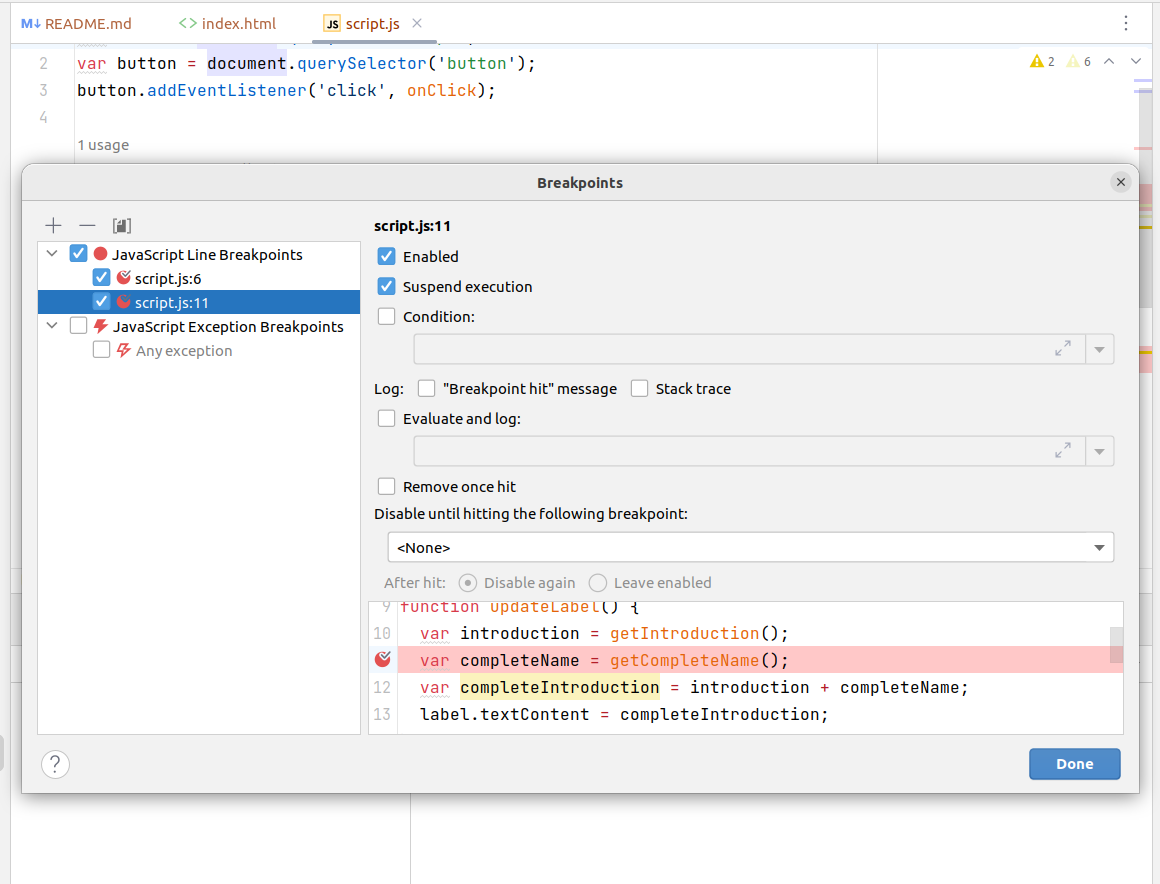 M↓ README.md <> index.html JS script.js
2 var button = document.querySelector('button'); 2 6
3 button.addEventListener('click', onClick);
4
1 usage
Breakpoints
script.js:11
JavaScript Line Breakpoints
Enabled
script.js:6
Suspend execution
script.js:11
Condition:
JavaScript Exception Breakpoints
Any exception
Log: "Breakpoint hit" message Stack trace
Evaluate and log:
Remove once hit
Disable until hitting the following breakpoint:
<None>
After hit: Disable again Leave enabled
9 function updateLabel() {
10 var introduction = getIntroduction();
var completeName = getCompleteName();
12 var completeIntroduction = introduction + completeName;
13 label.textContent = completeIntroduction;
? Done